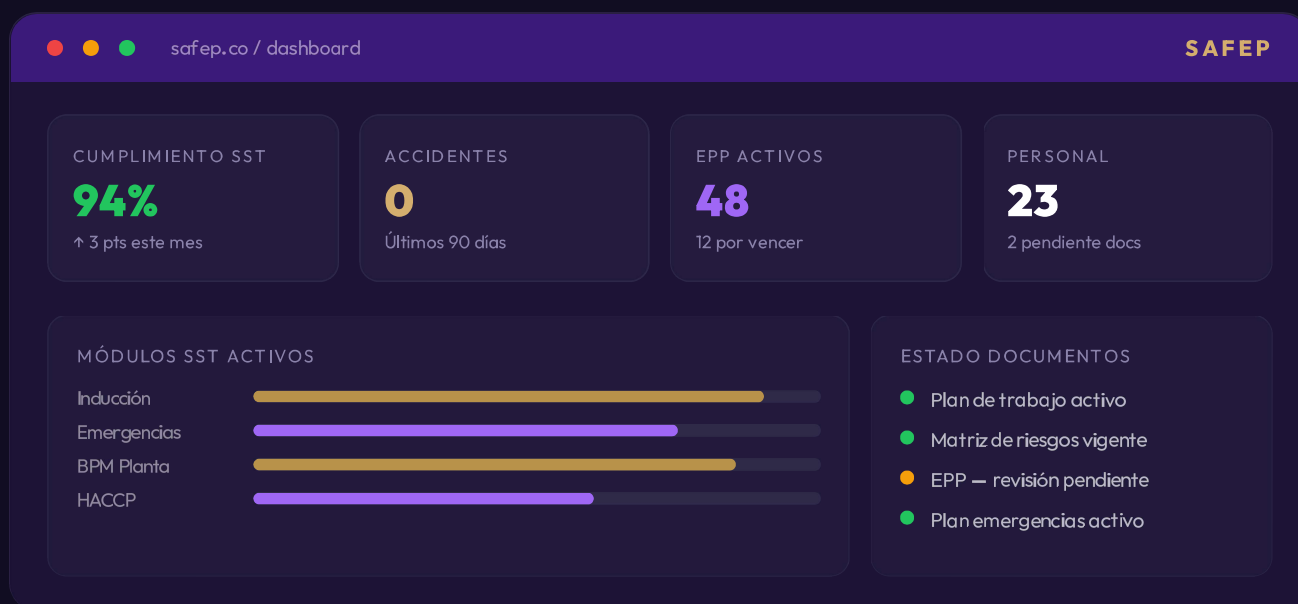 safep.co / dashboard
SAFEP
CUMPLIMIENTO SST
94%
↑ 3 pts este mes
ACCIDENTES
0
Últimos 90 días
EPP ACTIVOS
48
12 por vencer
PERSONAL
23
2 pendiente docs
MÓDULOS SST ACTIVOS
Inducción
Emergencias
BPM Planta
HACCP
ESTADO DOCUMENTOS
Plan de trabajo activo
Matriz de riesgos vigente
EPP — revisión pendiente
Plan emergencias activo